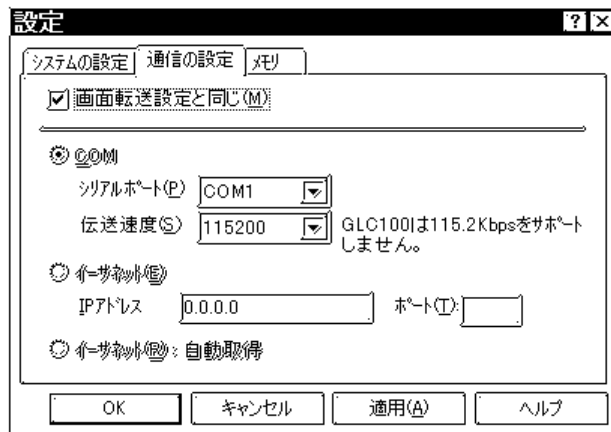 設定
システムの設定 通信の設定 メモリ
画面転送設定と同じ(M)
COM
シリアルポート(P) COM1
伝送速度(S) 115200 GLC100は115.2Kbpsをサポート
しません。
イーサネット(E)
IPアドレス 0.0.0.0 ポート(T):
イーサネット(R): 自動取得
OK キャンセル 適用(A) ヘルプ